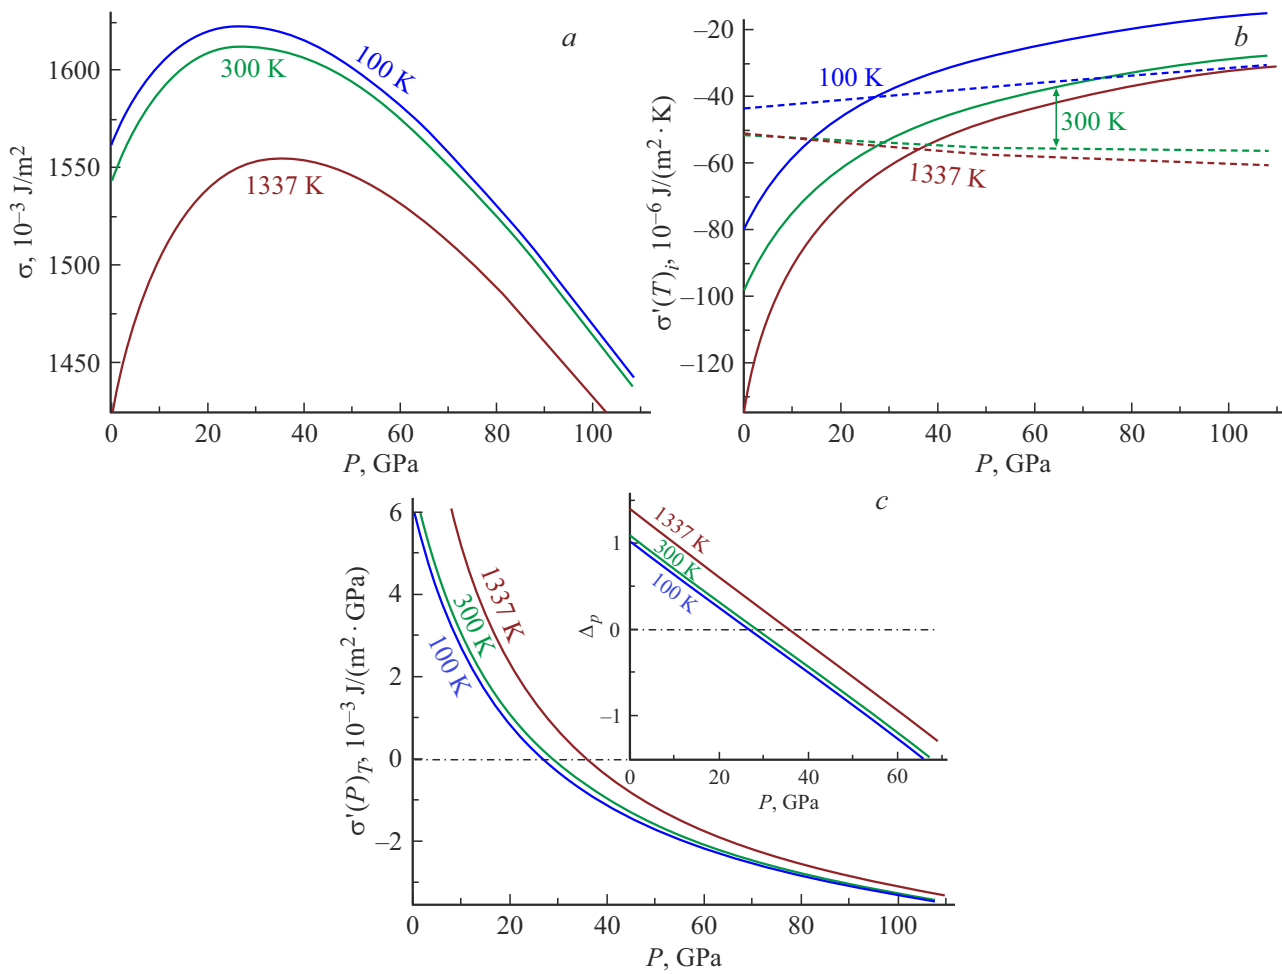 a
1600
1550
1500
1450
σ, 10⁻³ J/m²
100 K
300 K
1337 K
0 20 40 60 80 100
P, GPa
b
−20
−40
−60
−80
−100
−120
σ'(T)ᵢ, 10⁻⁶ J/(m² · K)
100 K
300 K
1337 K
0 20 40 60 80 100
P, GPa
c
6
4
2
0
−2
σ'(P)_T, 10⁻³ J/(m² · GPa)
1337 K
300 K
100 K
0 20 40 60 80 100
P, GPa
1
0
−1
Δₚ
1337 K
300 K
100 K
0 20 40 60
P, GPa